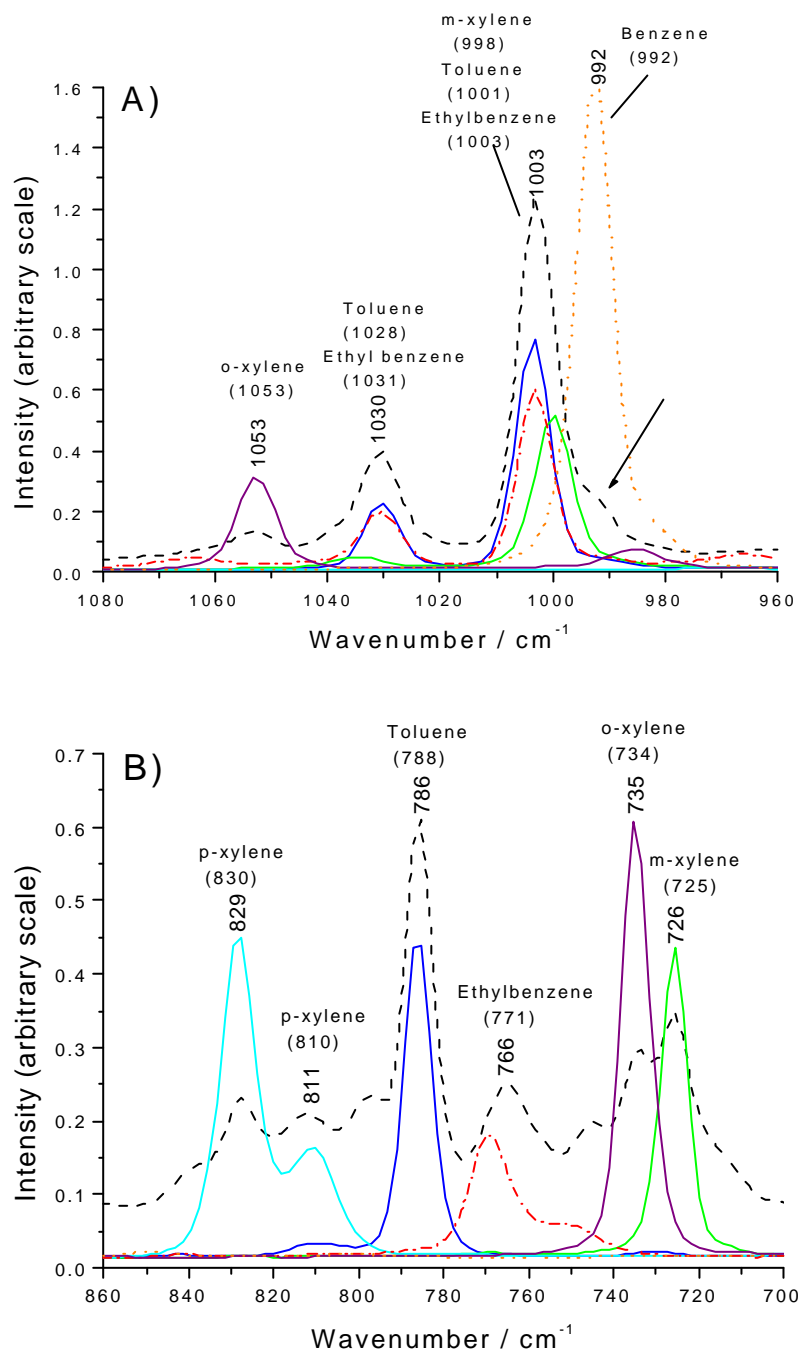 A)
m-xylene
(998)
Toluene
(1001)
Ethylbenzene
(1003)
Benzene
(992)
992
1003
Toluene
(1028)
Ethyl benzene
(1031)
1030
o-xylene
(1053)
1053
Intensity (arbitrary scale)
1.6
1.4
1.2
1.0
0.8
0.6
0.4
0.2
0.0
1080 1060 1040 1020 1000 980 960
Wavenumber / cm-1
B)
p-xylene
(830)
829
p-xylene
(810)
811
Toluene
(788)
786
Ethylbenzene
(771)
766
o-xylene
(734)
735
m-xylene
(725)
726
Intensity (arbitrary scale)
0.7
0.6
0.5
0.4
0.3
0.2
0.1
0.0
860 840 820 800 780 760 740 720 700
Wavenumber / cm-1